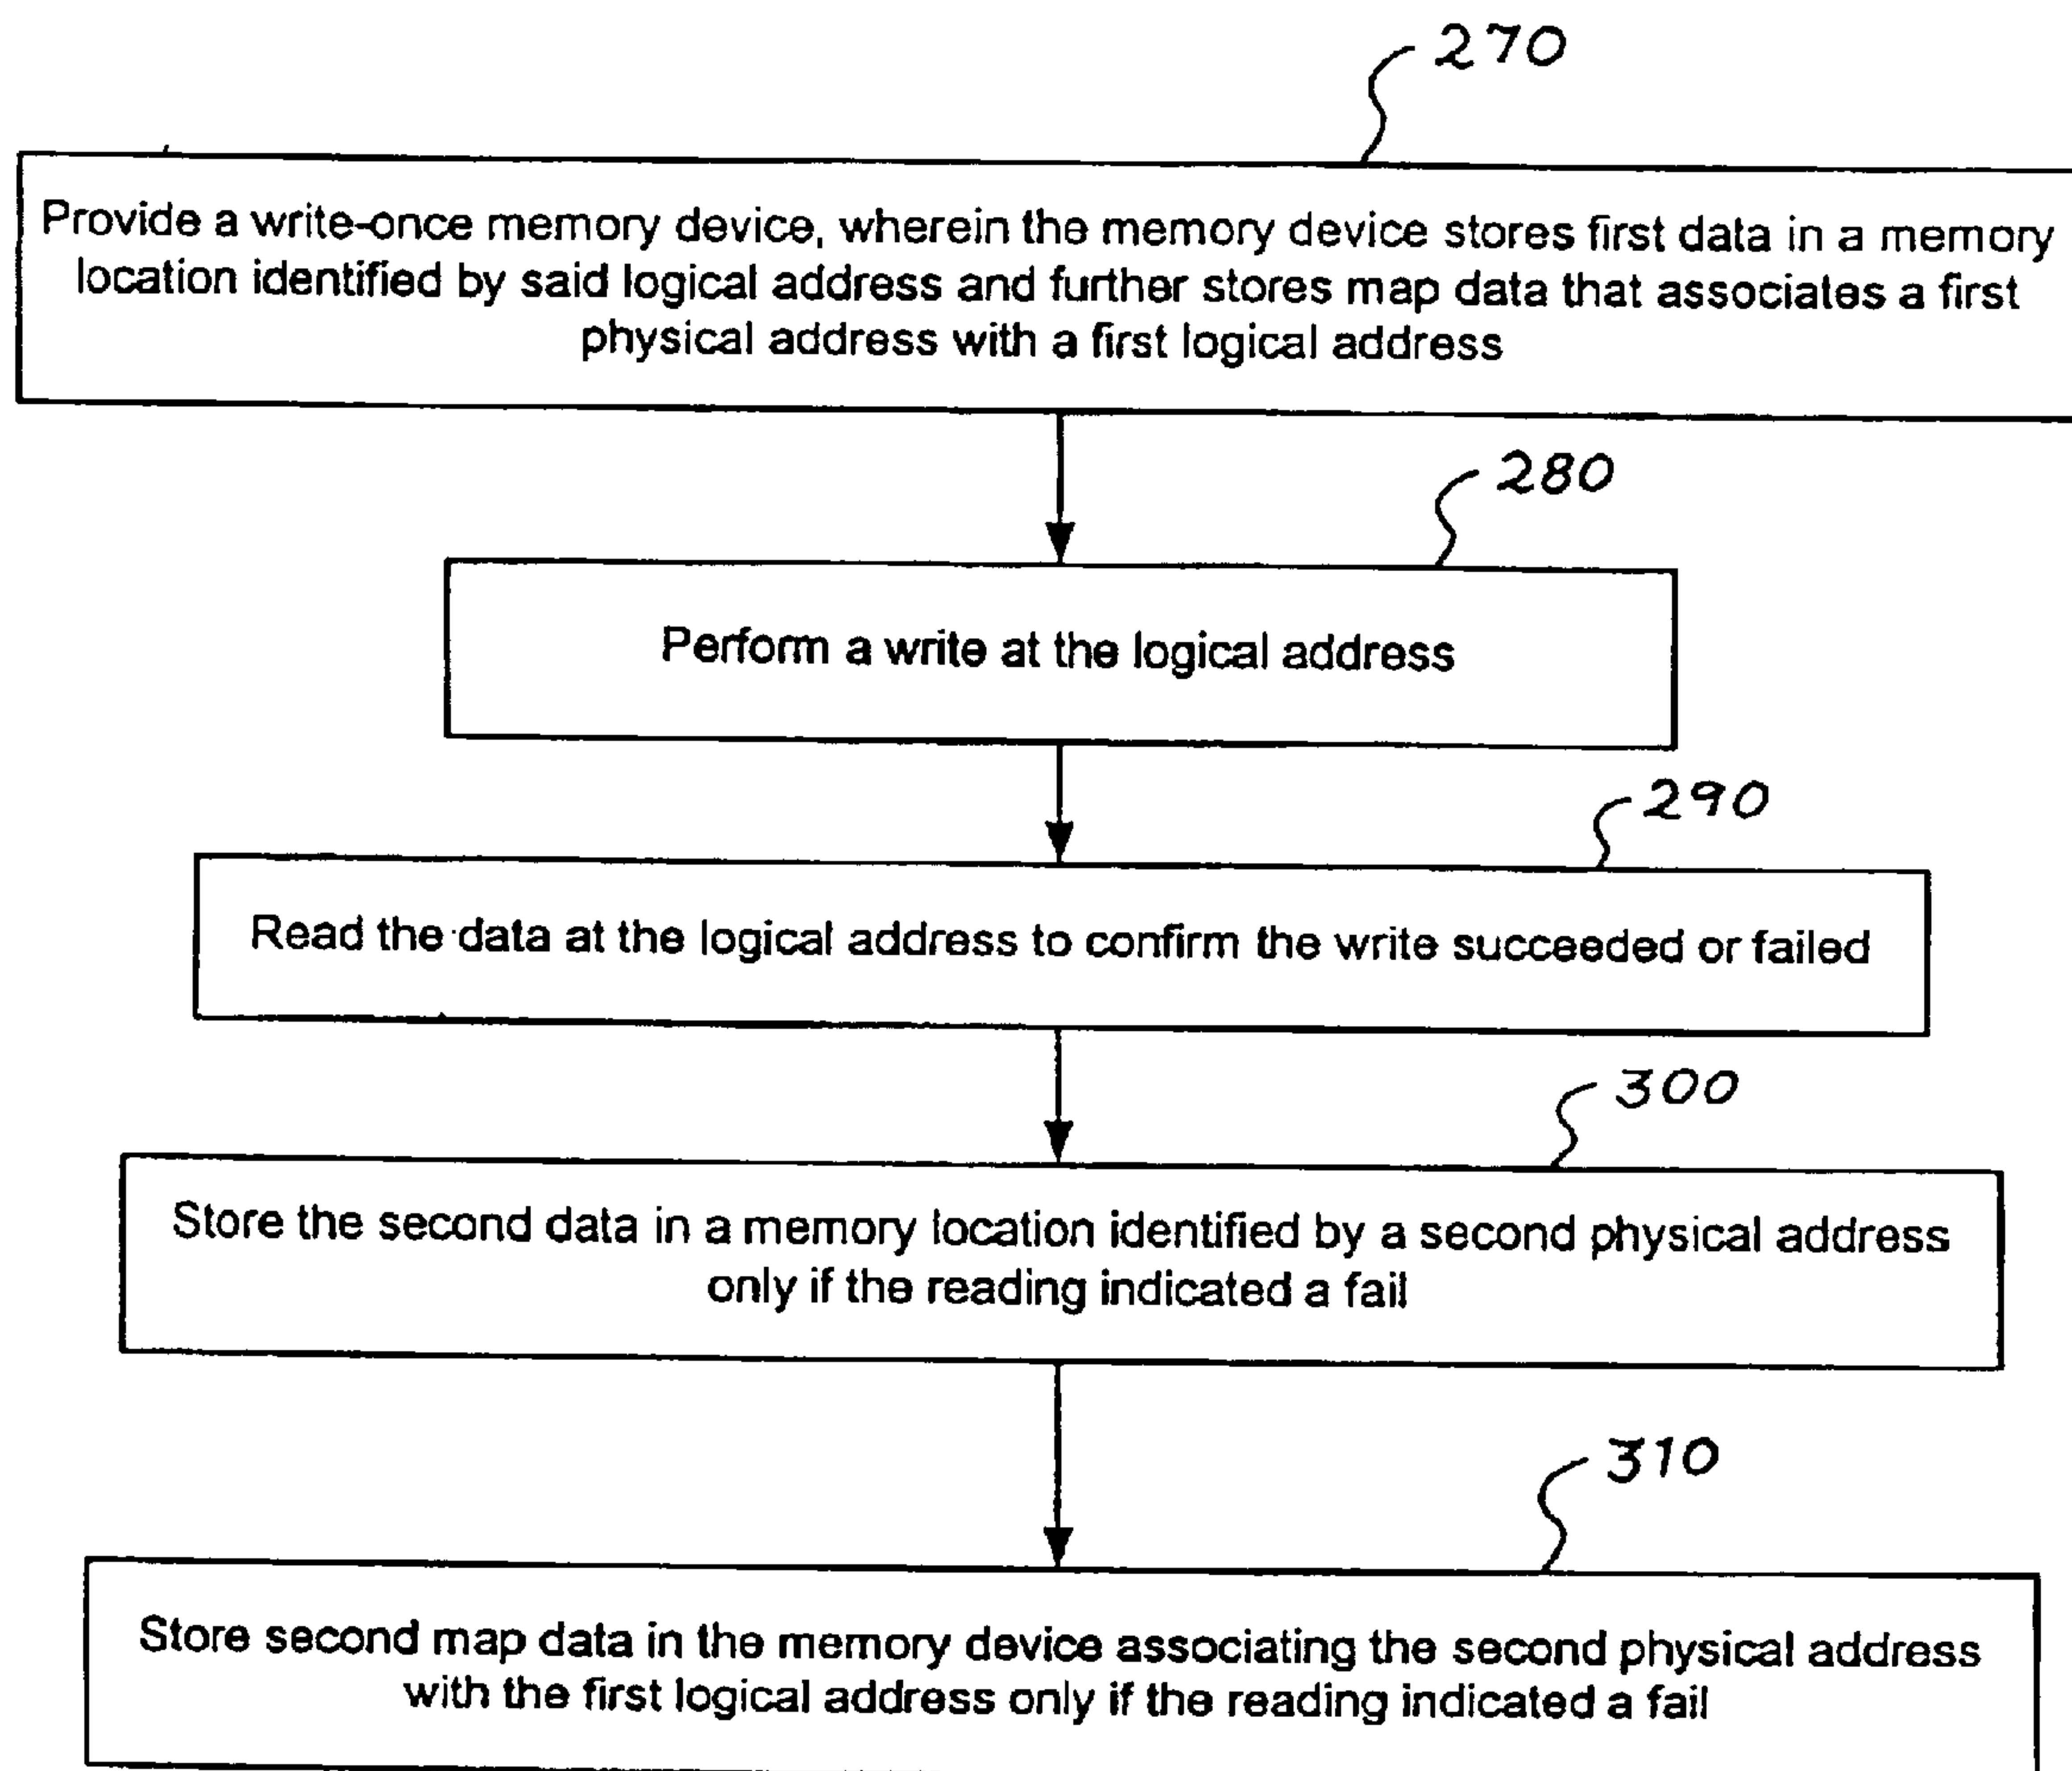 270
Provide a write-once memory device, wherein the memory device stores first data in a memory
location identified by said logical address and further stores map data that associates a first
physical address with a first logical address
280
Perform a write at the logical address
290
Read the data at the logical address to confirm the write succeeded or failed
300
Store the second data in a memory location identified by a second physical address
only if the reading indicated a fail
310
Store second map data in the memory device associating the second physical address
with the first logical address only if the reading indicated a fail